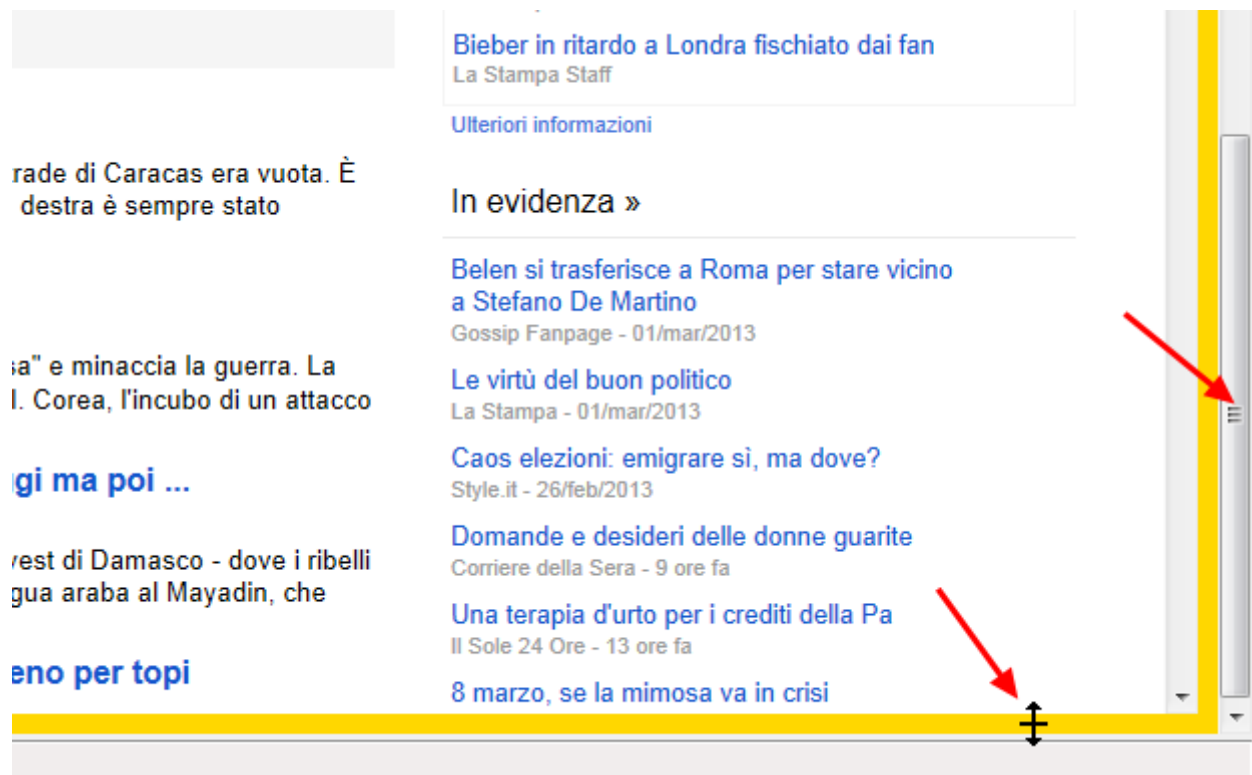 rade di Caracas era vuota. È
destra è sempre stato
sa" e minaccia la guerra. La
Corea, l'incubo di un attacco
gi ma poi ...
vest di Damasco - dove i ribelli
gua araba al Mayadin, che
eno per topi
Bieber in ritardo a Londra fischiato dai fan
La Stampa Staff
Ulteriori informazioni
In evidenza »
Belen si trasferisce a Roma per stare vicino
a Stefano De Martino
Gossip Fanpage - 01/mar/2013
Le virtù del buon politico
La Stampa - 01/mar/2013
Caos elezioni: emigrare sì, ma dove?
Style.it - 26/feb/2013
Domande e desideri delle donne guarite
Corriere della Sera - 9 ore fa
Una terapia d'urto per i crediti della Pa
Il Sole 24 Ore - 13 ore fa
8 marzo, se la mimosa va in crisi